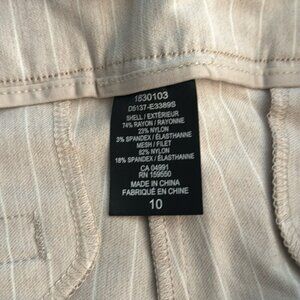 1830103
D5137-E3389S
SHELL / EXTÉRIEUR
74% RAYON / RAYONNE
23% NYLON
3% SPANDEX / ÉLASTHANNE
MESH / FILET
82% NYLON
18% SPANDEX / ÉLASTHANNE
CA 04991
RN 159550
MADE IN CHINA
FABRIQUÉ EN CHINE
10